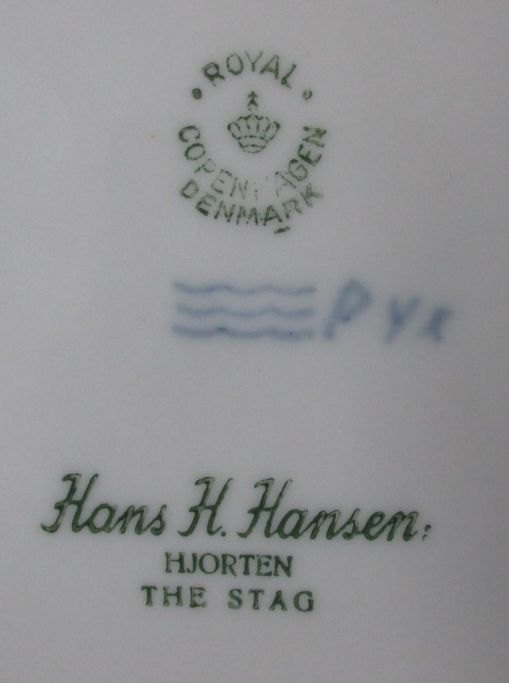 ROYAL
COPENHAGEN
DENMARK
Hans H. Hansen:
HJORTEN
THE STAG